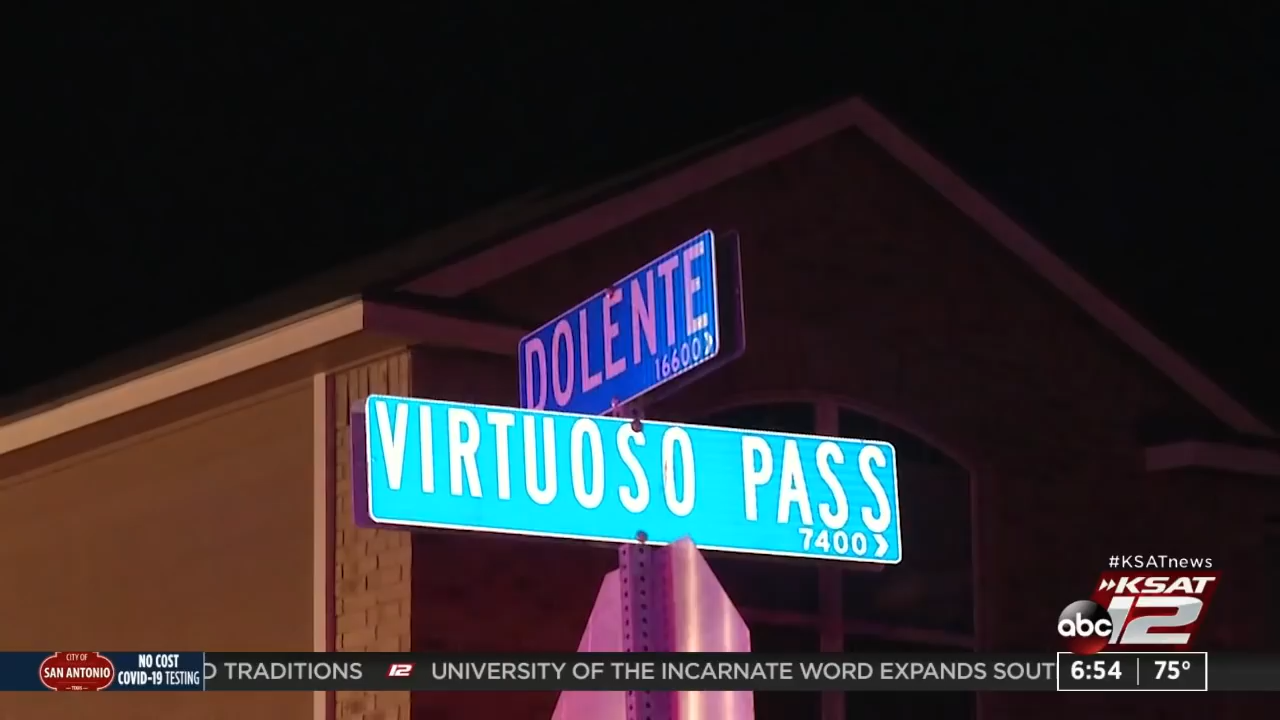 DOLENTE
16600
VIRTUOSO PASS
7400
#KSATnews
KSAT
abc 12
CITY OF
SAN ANTONIO
TEXAS
NO COST
COVID-19 TESTING
D TRADITIONS 12 UNIVERSITY OF THE INCARNATE WORD EXPANDS SOUT
6:54 75°